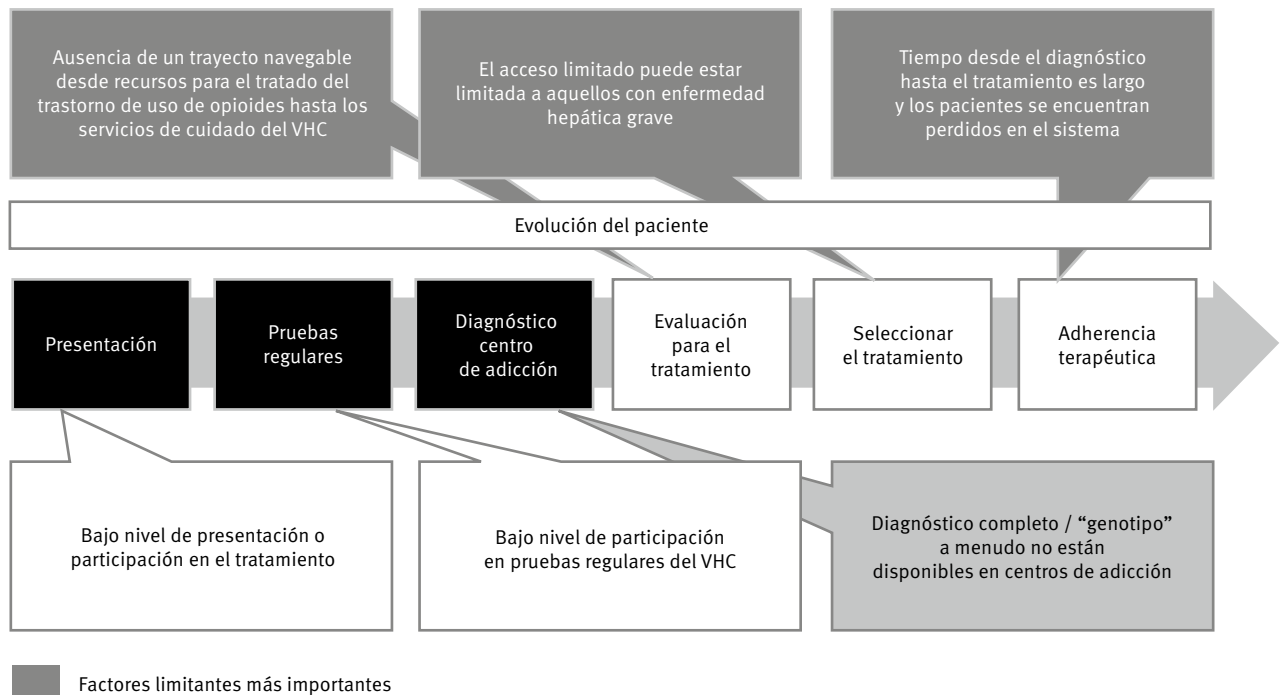 Ausencia de un trayecto navegable
desde recursos para el tratado del
trastorno de uso de opioides hasta los
servicios de cuidado del VHC
El acceso limitado puede estar
limitada a aquellos con enfermedad
hepática grave
Tiempo desde el diagnóstico
hasta el tratamiento es largo
y los pacientes se encuentran
perdidos en el sistema
Evolución del paciente
Presentación
Pruebas
regulares
Diagnóstico
centro
de adicción
Evaluación
para el
tratamiento
Seleccionar
el tratamiento
Adherencia
terapéutica
Bajo nivel de presentación o
participación en el tratamiento
Bajo nivel de participación
en pruebas regulares del VHC
Diagnóstico completo / “genotipo”
a menudo no están
disponibles en centros de adicción
Factores limitantes más importantes